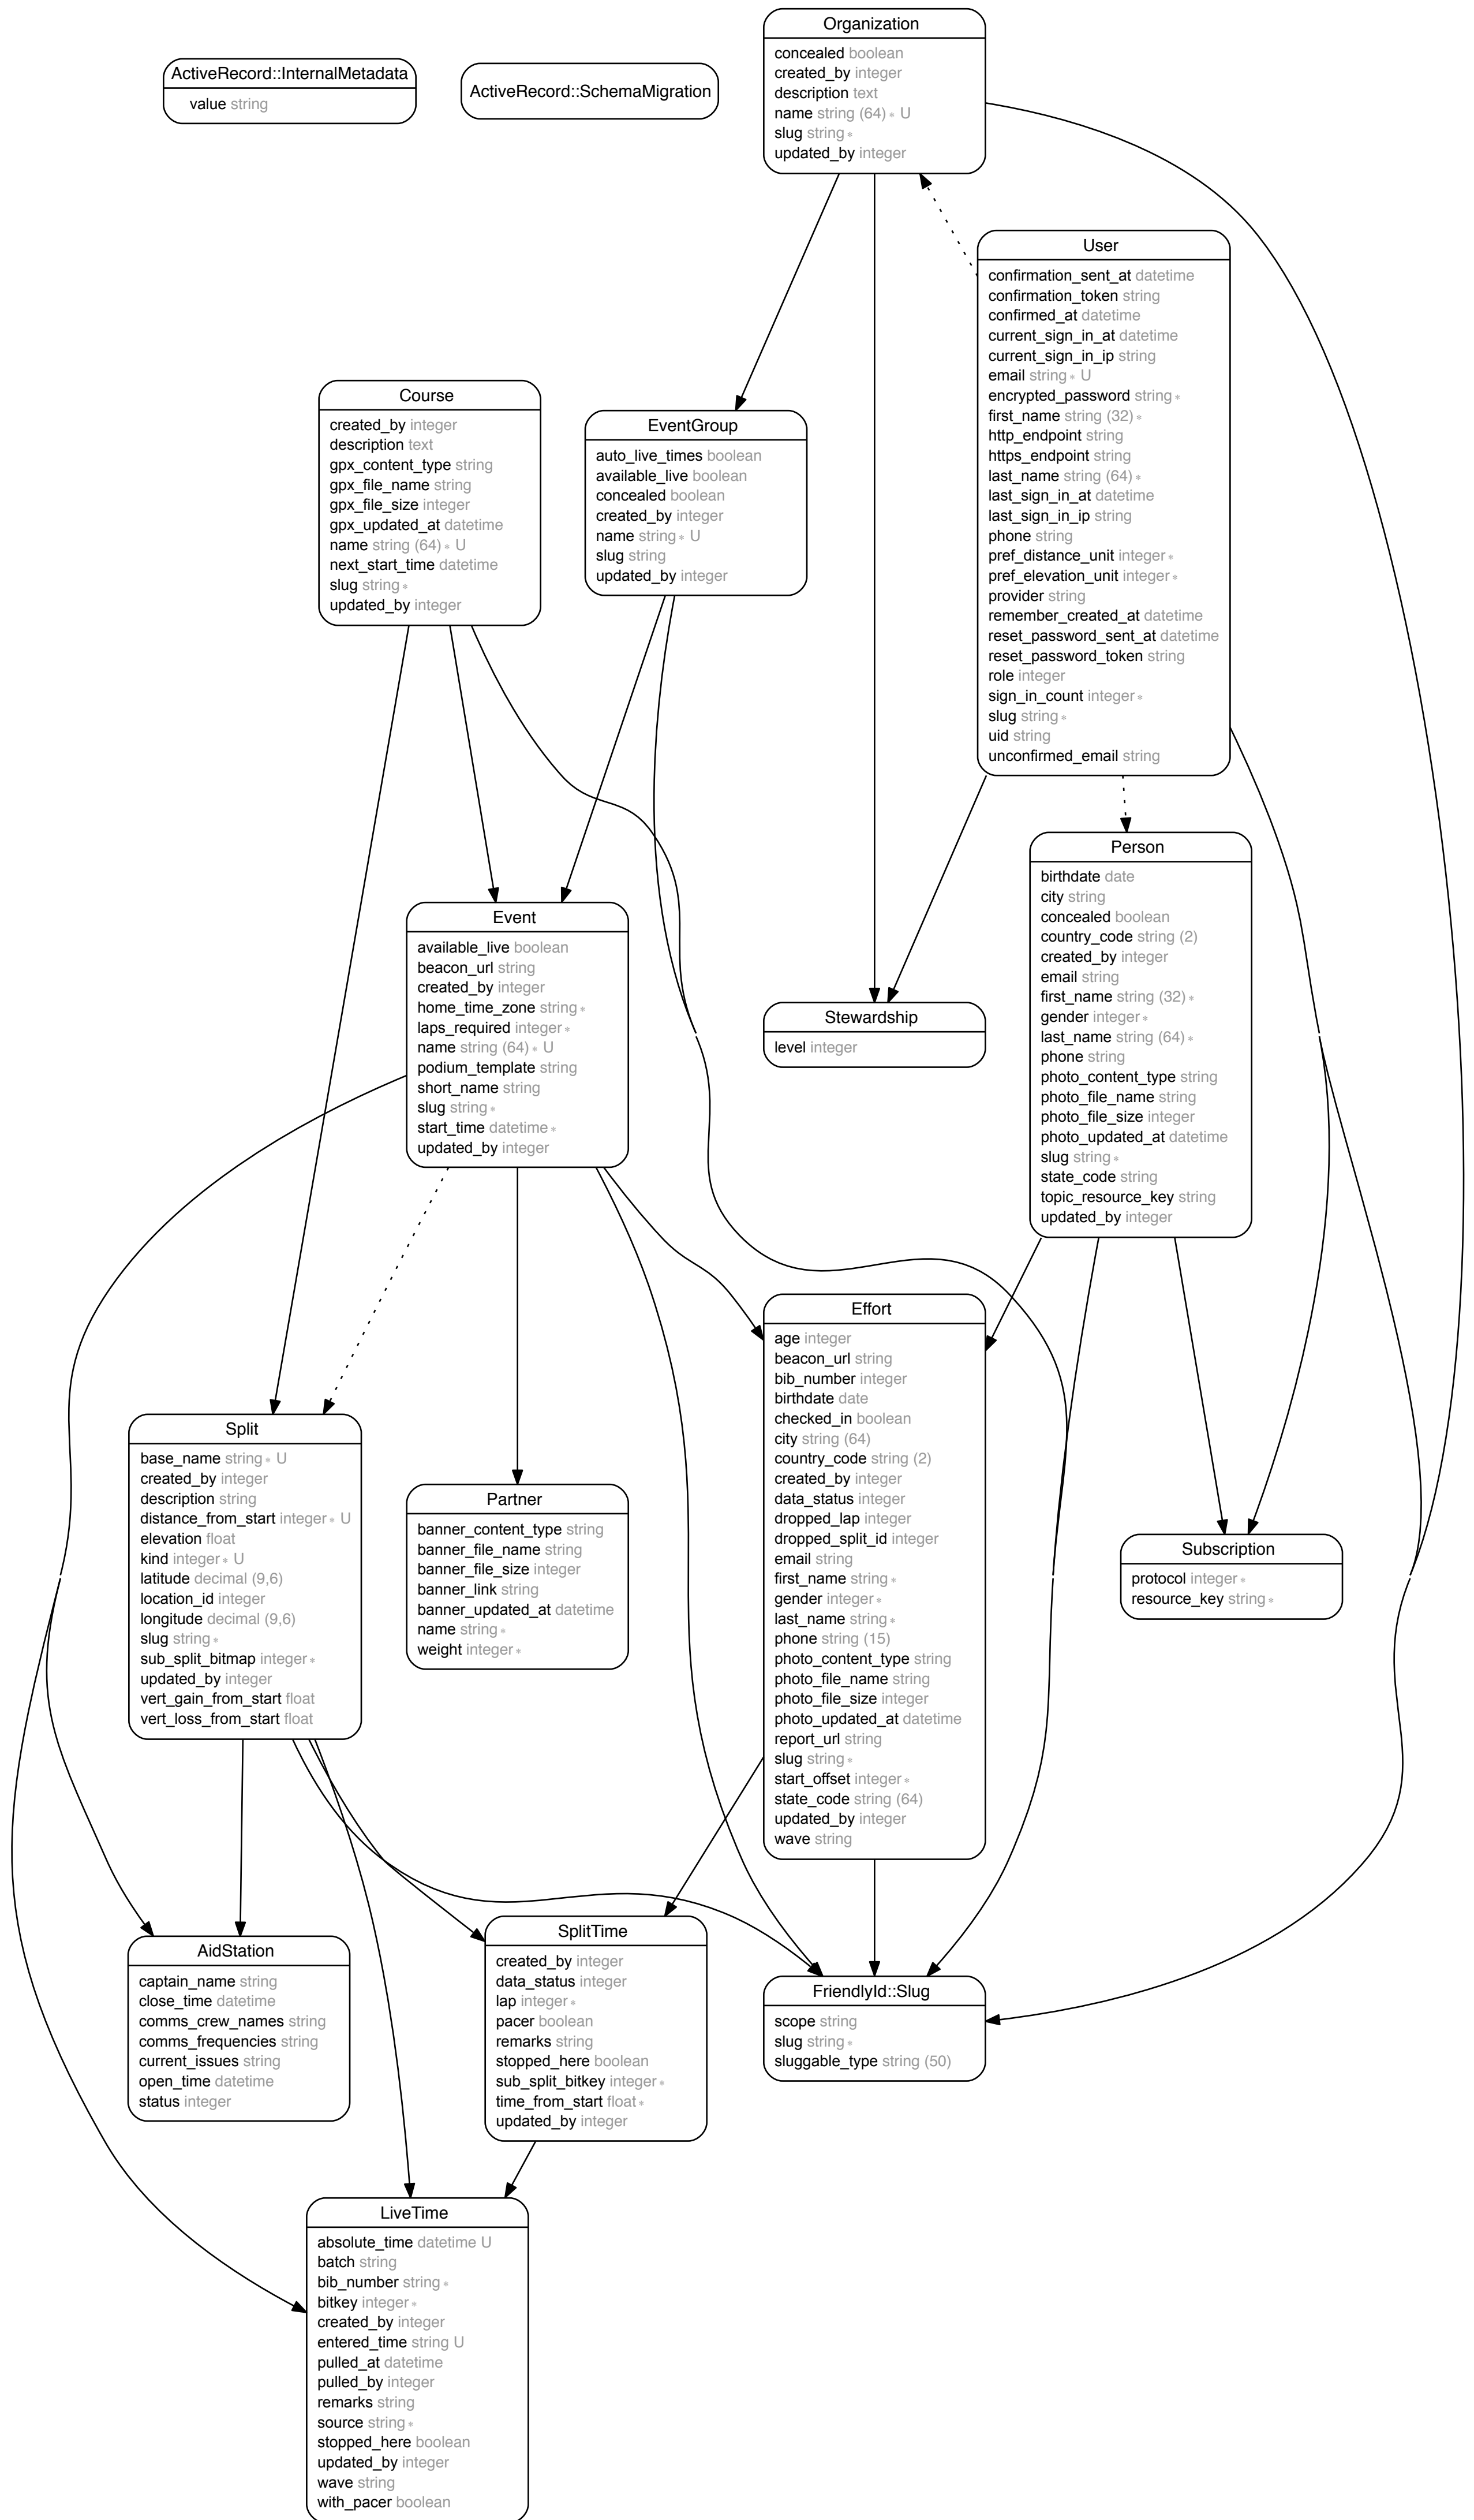 Organization
concealed boolean
created_by integer
description text
name string (64)∗ U
slug string∗
updated_by integer
ActiveRecord::InternalMetadata
value string
ActiveRecord::SchemaMigration
User
confirmation_sent_at datetime
confirmation_token string
confirmed_at datetime
current_sign_in_at datetime
current_sign_in_ip string
email string∗ U
encrypted_password string∗
first_name string (32)∗
http_endpoint string
https_endpoint string
last_name string (64)∗
last_sign_in_at datetime
last_sign_in_ip string
phone string
pref_distance_unit integer∗
pref_elevation_unit integer∗
provider string
remember_created_at datetime
reset_password_sent_at datetime
reset_password_token string
role integer
sign_in_count integer∗
slug string∗
uid string
unconfirmed_email string
Course
created_by integer
description text
gpx_content_type string
gpx_file_name string
gpx_file_size integer
gpx_updated_at datetime
name string (64)∗ U
next_start_time datetime
slug string∗
updated_by integer
EventGroup
auto_live_times boolean
available_live boolean
concealed boolean
created_by integer
name string∗ U
slug string
updated_by integer
Person
birthdate date
city string
concealed boolean
country_code string (2)
created_by integer
email string
first_name string (32)∗
gender integer∗
last_name string (64)∗
phone string
photo_content_type string
photo_file_name string
photo_file_size integer
photo_updated_at datetime
slug string∗
state_code string
topic_resource_key string
updated_by integer
Event
available_live boolean
beacon_url string
created_by integer
home_time_zone string∗
laps_required integer∗
name string (64)∗ U
podium_template string
short_name string
slug string∗
start_time datetime∗
updated_by integer
Stewardship
level integer
Effort
age integer
beacon_url string
bib_number integer
birthdate date
checked_in boolean
city string (64)
country_code string (2)
created_by integer
data_status integer
dropped_lap integer
dropped_split_id integer
email string
first_name string∗
gender integer∗
last_name string∗
phone string (15)
photo_content_type string
photo_file_name string
photo_file_size integer
photo_updated_at datetime
report_url string
slug string∗
start_offset integer∗
state_code string (64)
updated_by integer
wave string
Split
base_name string∗ U
created_by integer
description string
distance_from_start integer∗ U
elevation float
kind integer∗ U
latitude decimal (9,6)
location_id integer
longitude decimal (9,6)
slug string∗
sub_split_bitmap integer∗
updated_by integer
vert_gain_from_start float
vert_loss_from_start float
Partner
banner_content_type string
banner_file_name string
banner_file_size integer
banner_link string
banner_updated_at datetime
name string∗
weight integer∗
Subscription
protocol integer∗
resource_key string∗
AidStation
captain_name string
close_time datetime
comms_crew_names string
comms_frequencies string
current_issues string
open_time datetime
status integer
SplitTime
created_by integer
data_status integer
lap integer∗
pacer boolean
remarks string
stopped_here boolean
sub_split_bitkey integer∗
time_from_start float∗
updated_by integer
FriendlyId::Slug
scope string
slug string∗
sluggable_type string (50)
LiveTime
absolute_time datetime U
batch string
bib_number string∗
bitkey integer∗
created_by integer
entered_time string U
pulled_at datetime
pulled_by integer
remarks string
source string∗
stopped_here boolean
updated_by integer
wave string
with_pacer boolean